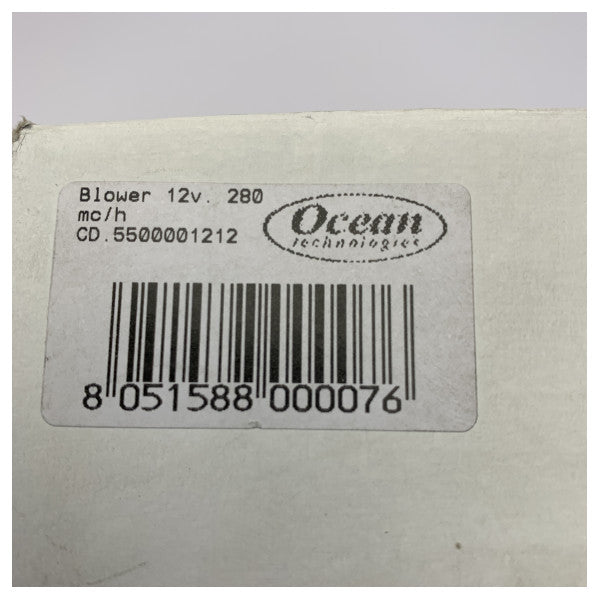 Blower 12v. 280
mc/h
CD.5500001212
Ocean
technologies
8 051588 000076